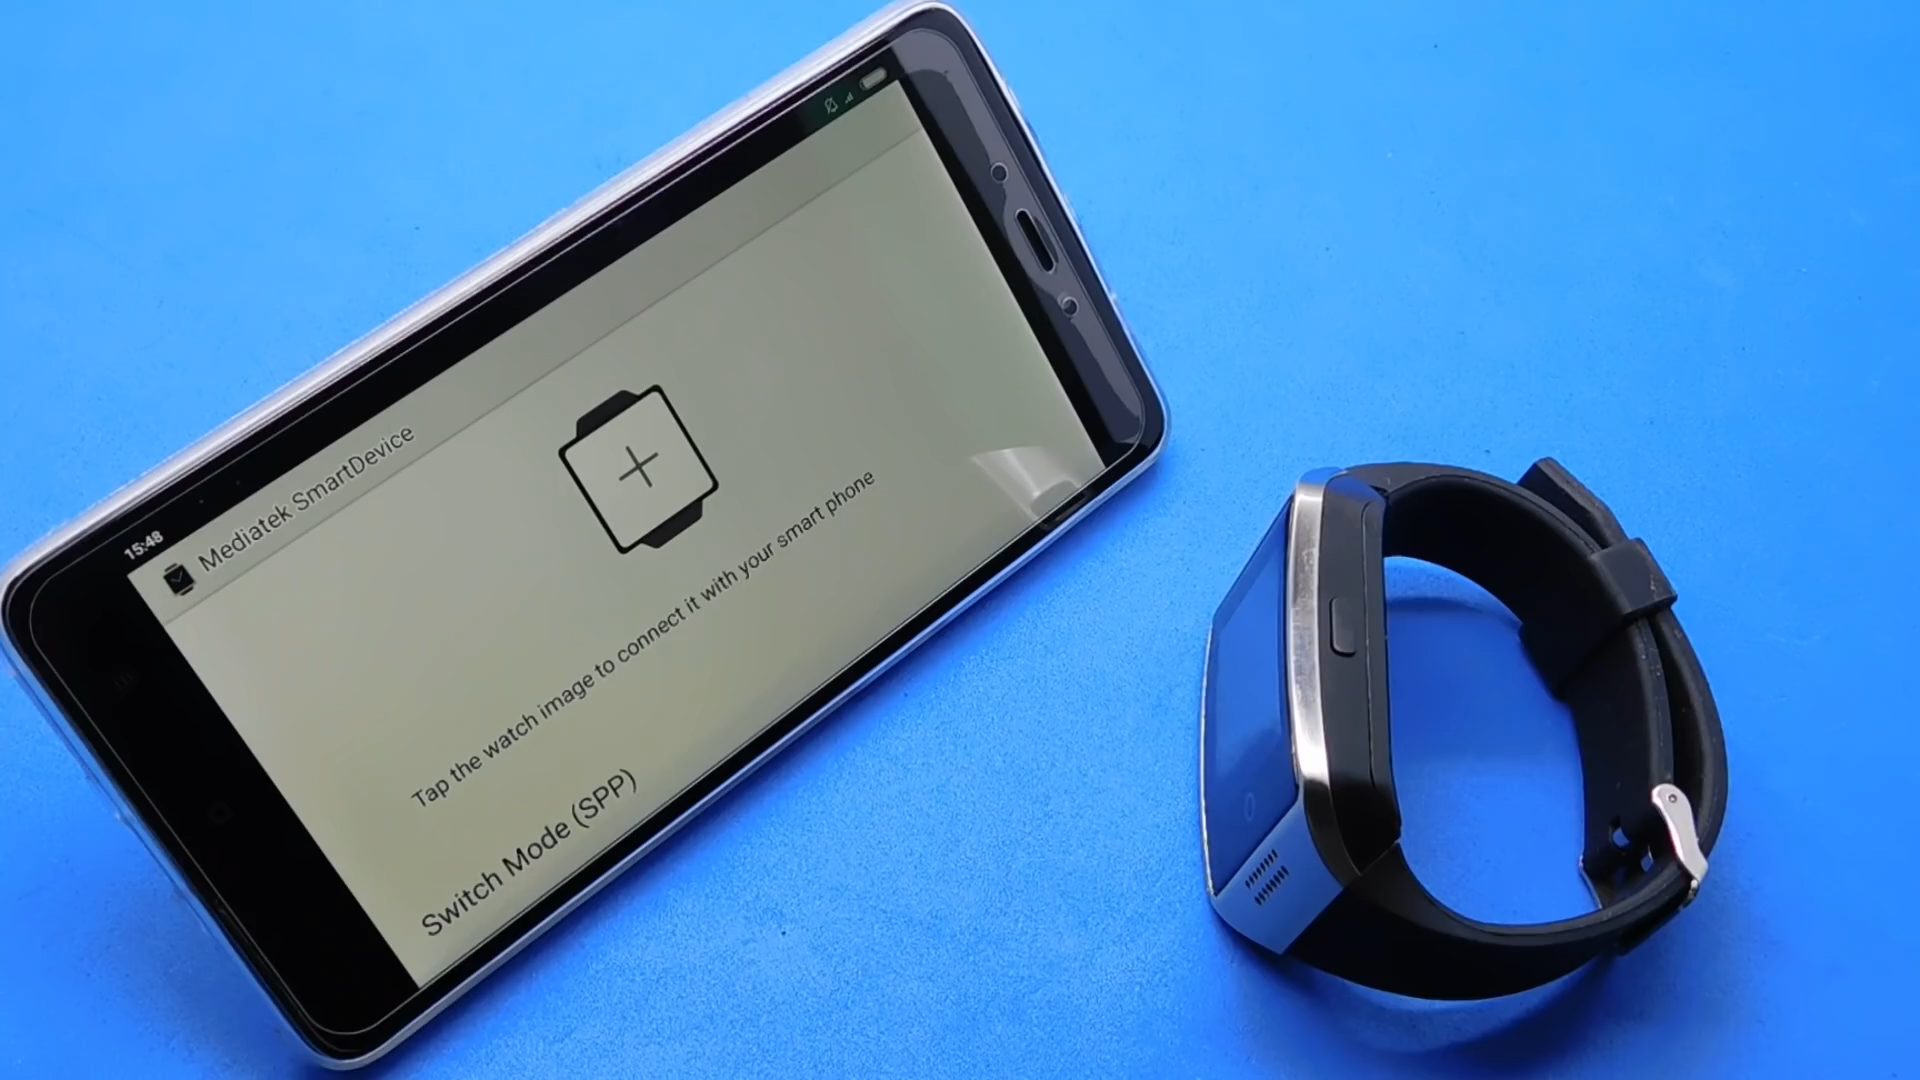 15:48
Mediatek SmartDevice
Tap the watch image to connect it with your smart phone
Switch Mode (SPP)